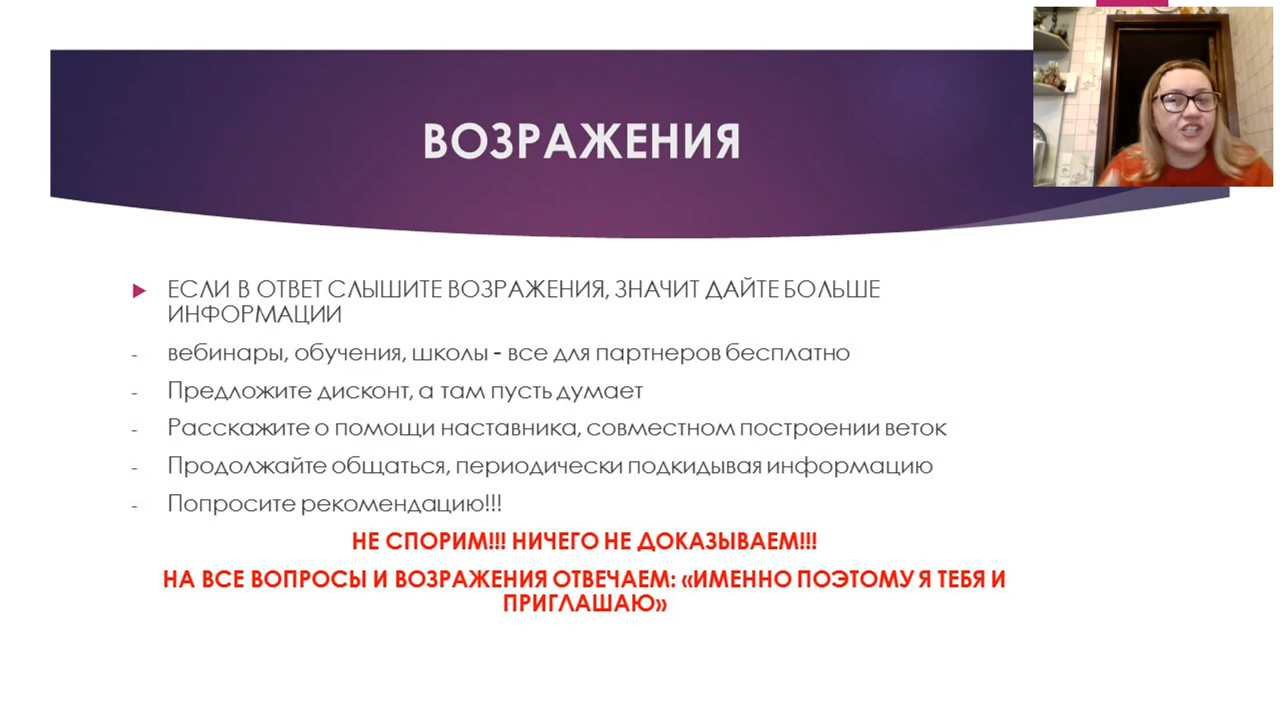 ВОЗРАЖЕНИЯ
ЕСЛИ В ОТВЕТ СЛЫШИТЕ ВОЗРАЖЕНИЯ, ЗНАЧИТ ДАЙТЕ БОЛЬШЕ
ИНФОРМАЦИИ
- вебинары, обучения, школы - все для партнеров бесплатно
- Предложите дисконт, а там пусть думает
- Расскажите о помощи наставника, совместном построении веток
- Продолжайте общаться, периодически подкидывая информацию
- Попросите рекомендацию!!!
НЕ СПОРИМ!!! НИЧЕГО НЕ ДОКАЗЫВАЕМ!!!
НА ВСЕ ВОПРОСЫ И ВОЗРАЖЕНИЯ ОТВЕЧАЕМ: «ИМЕННО ПОЭТОМУ Я ТЕБЯ И
ПРИГЛАШАЮ»